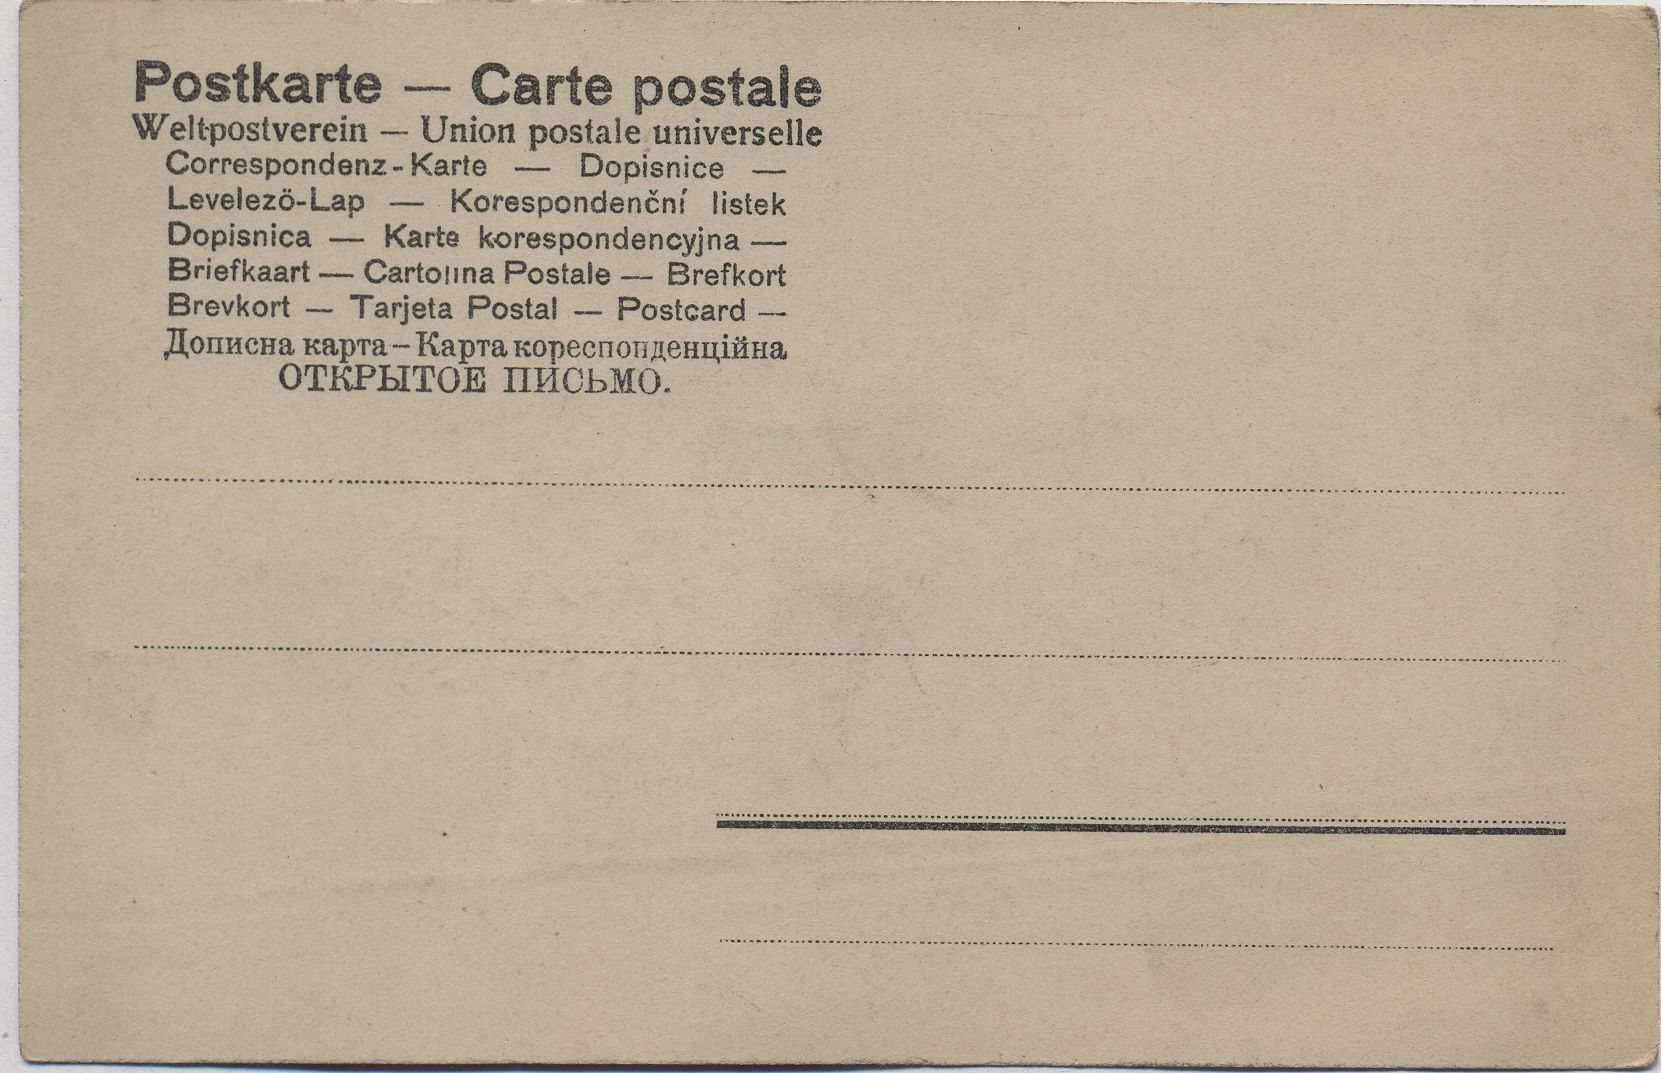 Postkarte — Carte postale
Weltpostverein — Union postale universelle
Correspondenz-Karte — Dopisnice —
Levelező-Lap — Korespondenční listek
Dopisnica — Karte korespondencyjna —
Briefkaart — Cartolina Postale — Brefkort
Brevkort — Tarjeta Postal — Postcard —
Дописна карта — Карта кореспонденційна
ОТКРЫТОЕ ПИСЬМО.